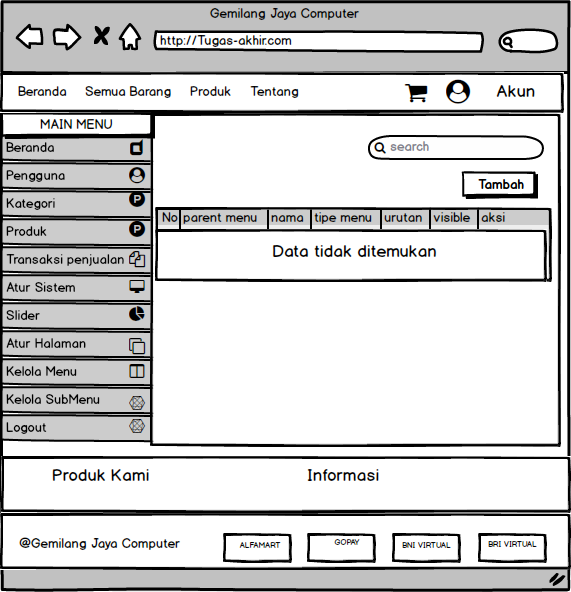 Gemilang Jaya Computer
http://Tugas-akhir.com
Beranda Semua Barang Produk Tentang Akun
MAIN MENU
Beranda
Pengguna
Kategori
Produk
Transaksi penjualan
Atur Sistem
Slider
Atur Halaman
Kelola Menu
Kelola SubMenu
Logout
search
Tambah
No parent menu nama tipe menu urutan visible aksi
Data tidak ditemukan
Produk Kami Informasi
@Gemilang Jaya Computer ALFAMART GOPAY BNI VIRTUAL BRI VIRTUAL